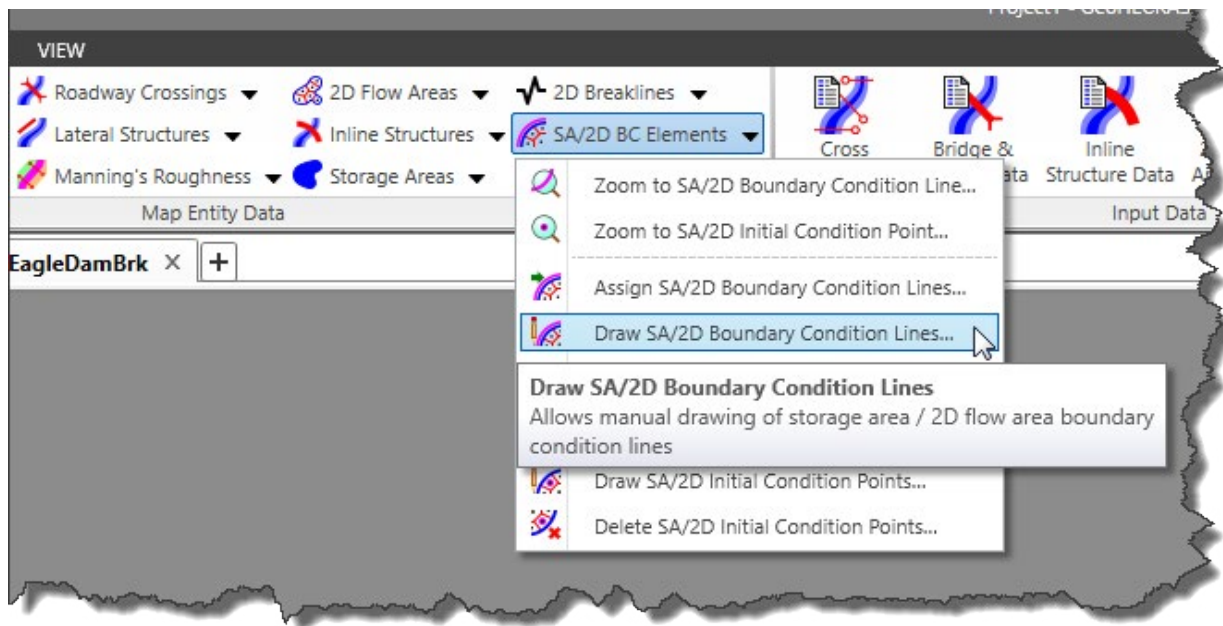 VIEW
Roadway Crossings
2D Flow Areas
2D Breaklines
Lateral Structures
Inline Structures
SA/2D BC Elements
Manning's Roughness
Storage Areas
Map Entity Data
Cross
Bridge &
Inline
Structure Data
Input Data
EagleDamBrk
Zoom to SA/2D Boundary Condition Line...
Zoom to SA/2D Initial Condition Point...
Assign SA/2D Boundary Condition Lines...
Draw SA/2D Boundary Condition Lines...
Draw SA/2D Boundary Condition Lines
Allows manual drawing of storage area / 2D flow area boundary
condition lines
Draw SA/2D Initial Condition Points...
Delete SA/2D Initial Condition Points...